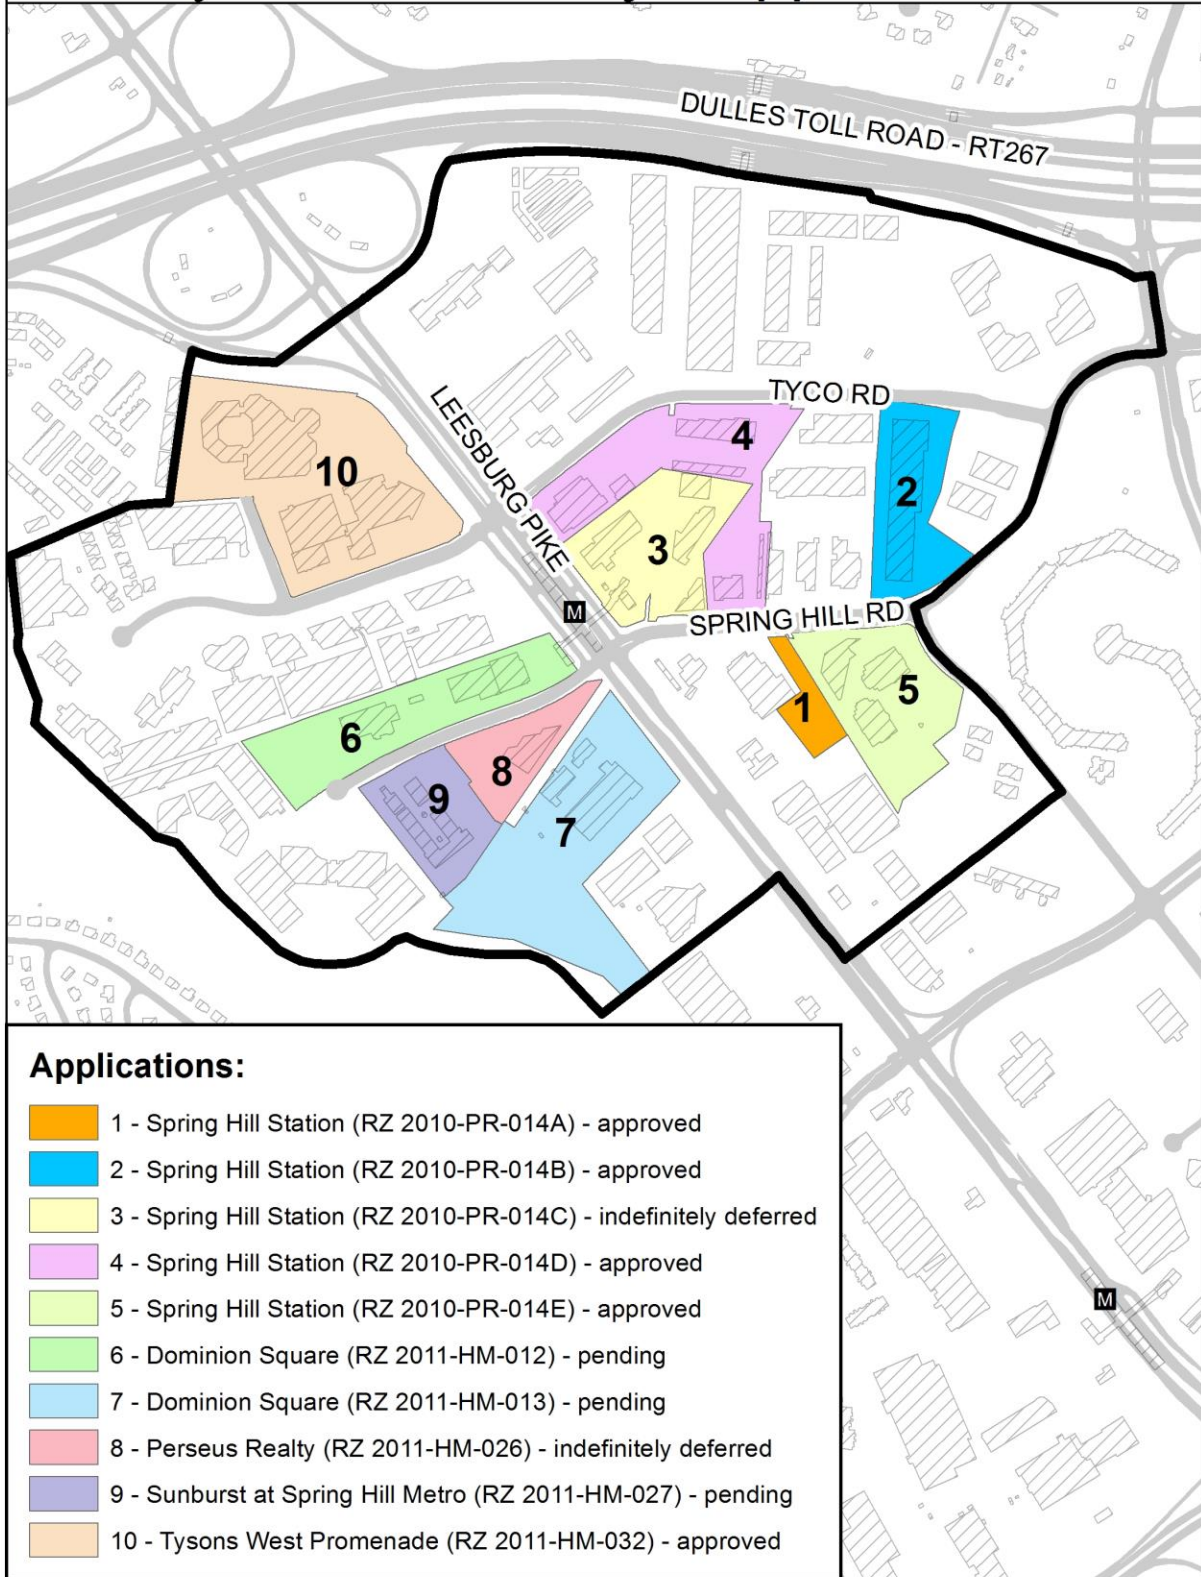 DULLES TOLL ROAD - RT267
TYCO RD
LEESBURG PIKE
4
10
2
3
M
SPRING HILL RD
5
1
6
8
9
7
Applications:
1 - Spring Hill Station (RZ 2010-PR-014A) - approved
2 - Spring Hill Station (RZ 2010-PR-014B) - approved
3 - Spring Hill Station (RZ 2010-PR-014C) - indefinitely deferred
4 - Spring Hill Station (RZ 2010-PR-014D) - approved
5 - Spring Hill Station (RZ 2010-PR-014E) - approved
6 - Dominion Square (RZ 2011-HM-012) - pending
7 - Dominion Square (RZ 2011-HM-013) - pending
8 - Perseus Realty (RZ 2011-HM-026) - indefinitely deferred
9 - Sunburst at Spring Hill Metro (RZ 2011-HM-027) - pending
10 - Tysons West Promenade (RZ 2011-HM-032) - approved
M